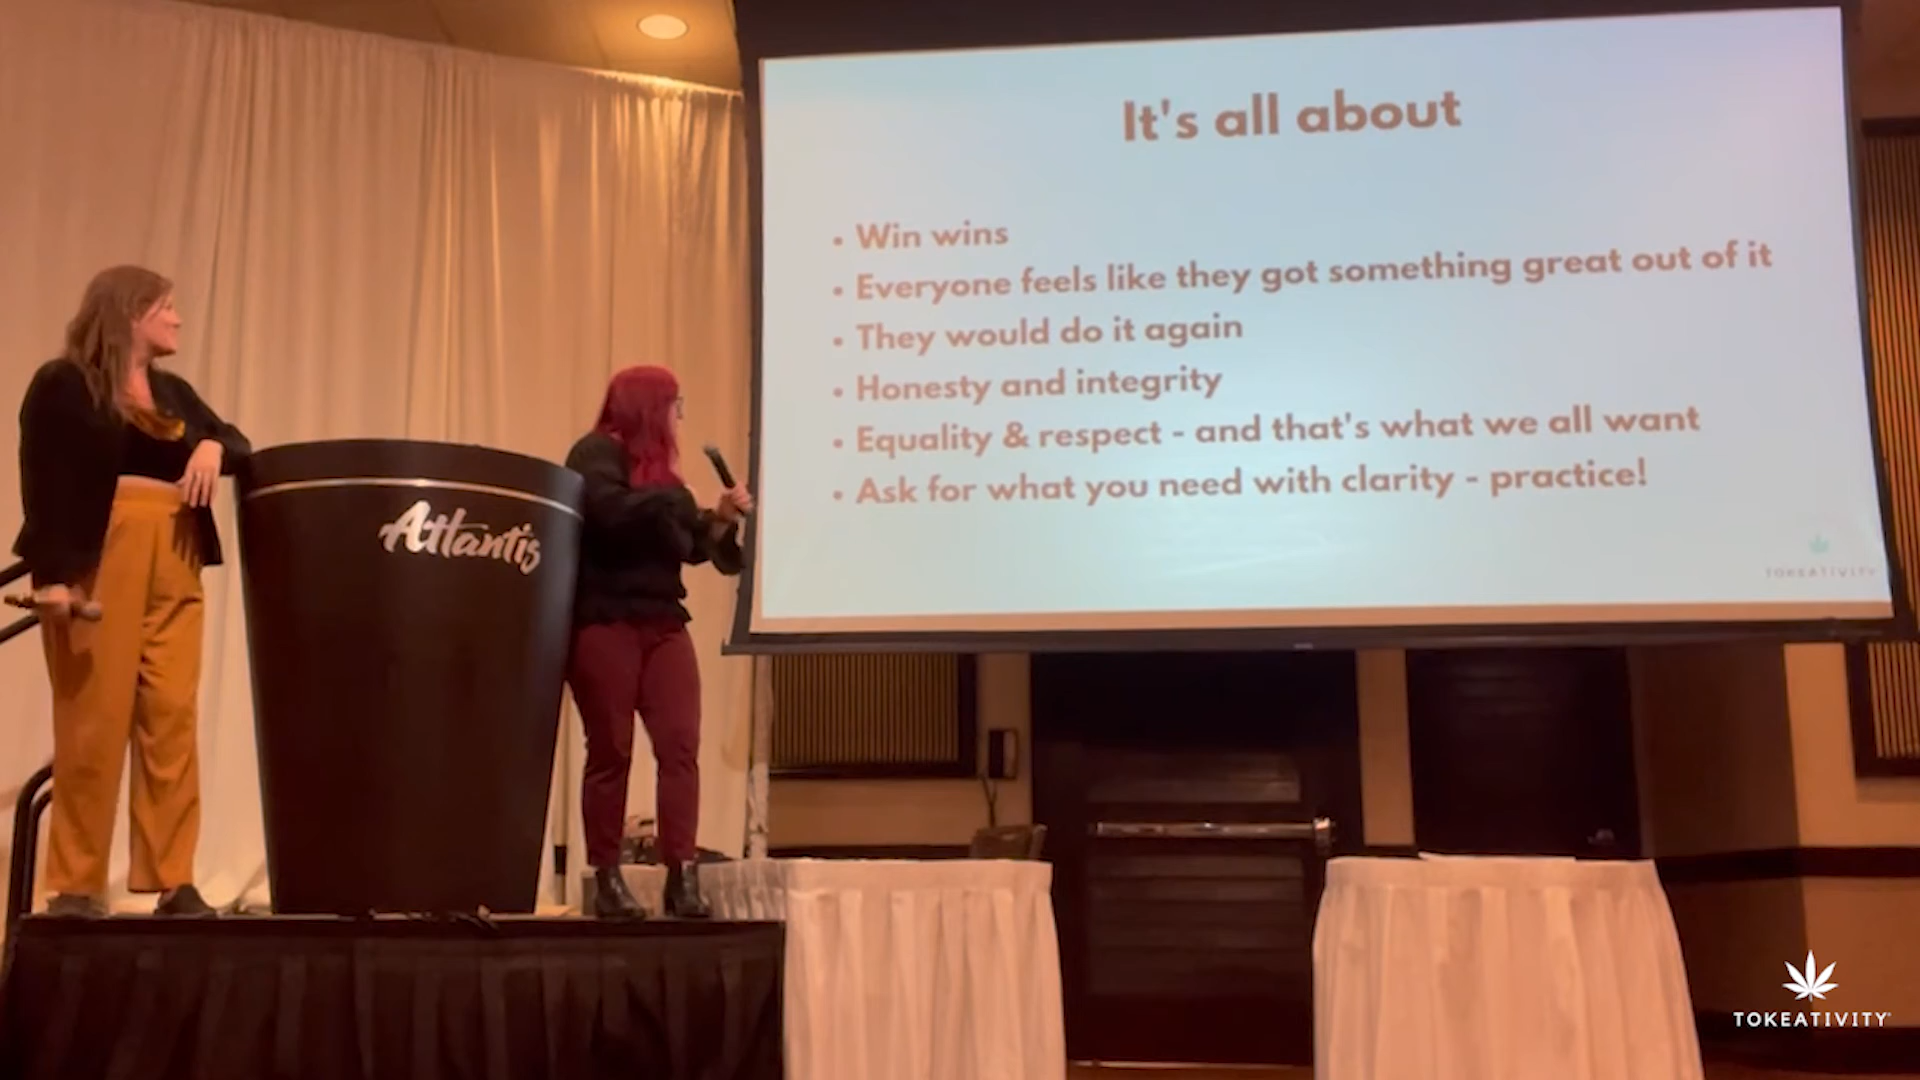 It's all about
• Win wins
• Everyone feels like they got something great out of it
• They would do it again
• Honesty and integrity
• Equality & respect - and that's what we all want
• Ask for what you need with clarity - practice!
TOKEATIVITY
Atlantis
TOKEATIVITY